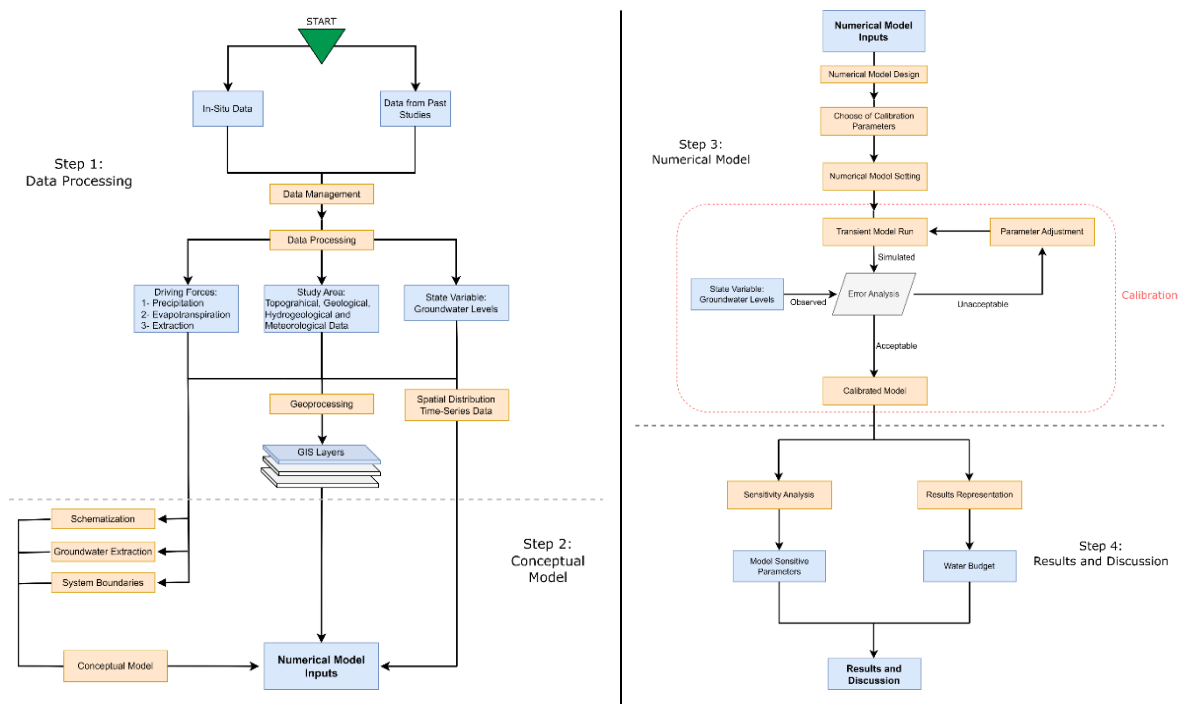 START
In-Situ Data
Data from Past
Studies
Step 1:
Data Processing
Data Management
Data Processing
Driving Forces:
1- Precipitation
2- Evapotranspiration
3- Extraction
Study Area:
Topograhical, Geological,
Hydrogeological and
Meteorological Data
State Variable:
Groundwater Levels
Geoprocessing
Spatial Distribution
Time-Series Data
GIS Layers
Schematization
Groundwater Extraction
System Boundaries
Step 2:
Conceptual
Model
Conceptual Model
Numerical Model
Inputs
Numerical Model
Inputs
Numerical Model Design
Choose of Calibration
Parameters
Step 3:
Numerical Model
Numerical Model Setting
Transient Model Run
Parameter Adjustment
Simulated
State Variable:
Groundwater Levels
Observed
Error Analysis
Unacceptable
Calibration
Acceptable
Calibrated Model
Sensitivity Analysis
Results Representation
Step 4:
Results and Discussion
Model Sensitive
Parameters
Water Budget
Results and
Discussion